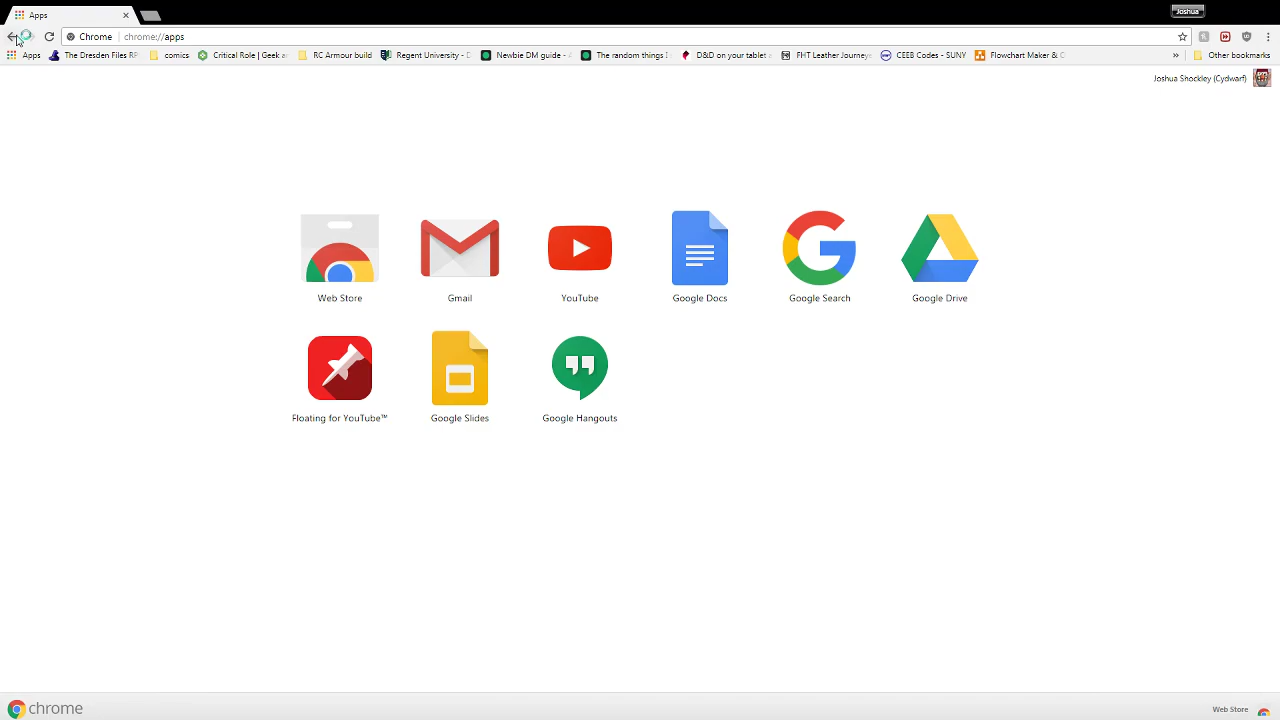 Apps
Joshua
Chrome chrome://apps
Apps The Dresden Files RP comics Critical Role | Geek a RC Armour build Regent University - D Newbie DM guide - The random things I D&D on your tablet FHT Leather Journeys CEEB Codes - SUNY Flowchart Maker & O » Other bookmarks
Joshua Shockley (Cydwarf)
Web Store Gmail YouTube Google Docs Google Search Google Drive
Floating for YouTube™ Google Slides Google Hangouts
chrome Web Store